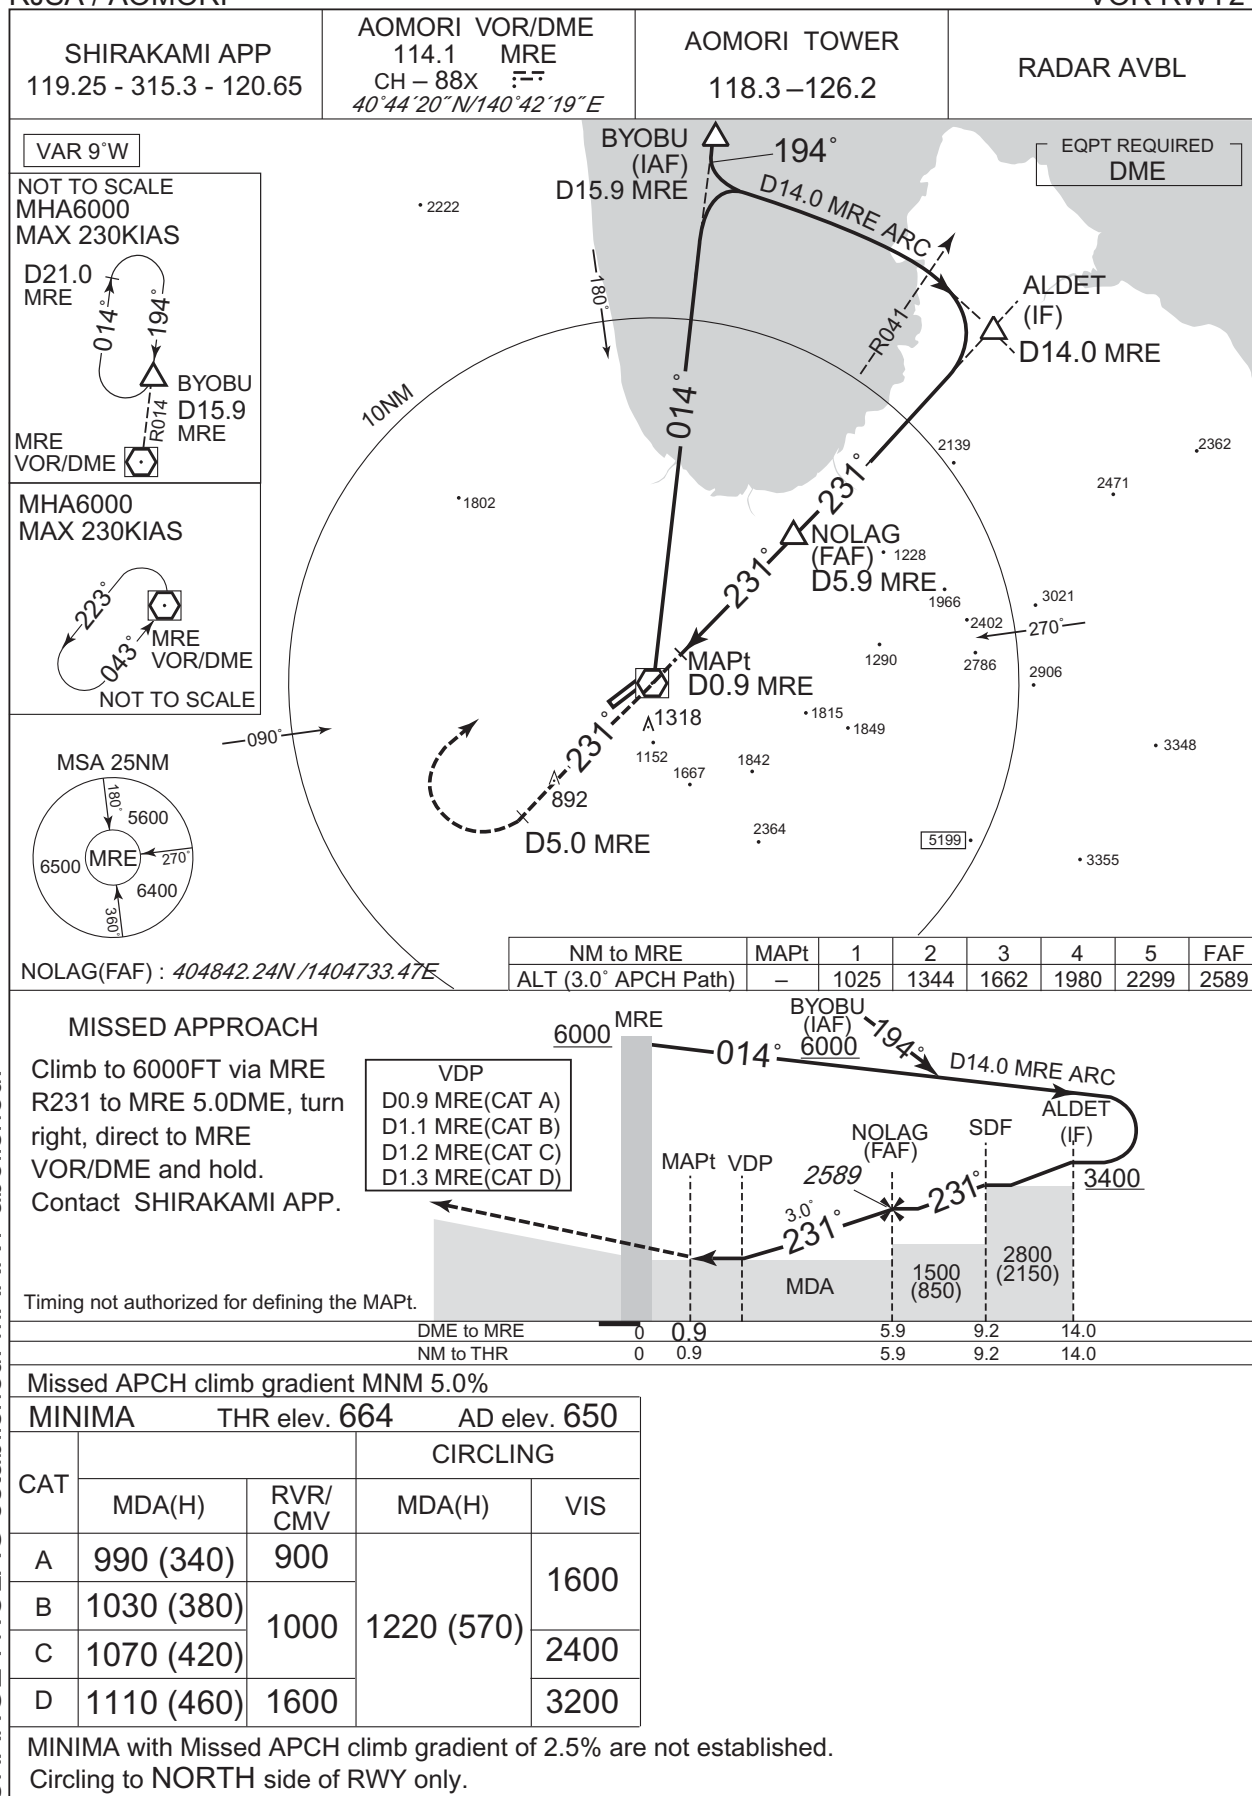 SHIRAKAMI APP
119.25 - 315.3 - 120.65
AOMORI VOR/DME
114.1 MRE
CH – 88X
40°44´20˝N/140°42´19˝E
AOMORI TOWER
118.3 –126.2
RADAR AVBL
VAR 9°W
EQPT REQUIRED
DME
NOT TO SCALE
MHA6000
MAX 230KIAS
D21.0
MRE
014°
194°
BYOBU
D15.9
MRE
R014
MRE
VOR/DME
MHA6000
MAX 230KIAS
223°
043°
MRE
VOR/DME
NOT TO SCALE
MSA 25NM
180°
5600
6500
MRE
270°
6400
360°
BYOBU
(IAF)
D15.9 MRE
194°
D14.0 MRE ARC
2222
180°
R041
ALDET
(IF)
D14.0 MRE
10NM
014°
2139
2362
2471
231°
1802
NOLAG
(FAF)
D5.9 MRE
1228
231°
1966
3021
2402
270°
1290
2786
2906
MAPt
D0.9 MRE
1318
1815
1849
090°
231°
1152
1667
1842
3348
892
D5.0 MRE
2364
5199
3355
NOLAG(FAF) : 404842.24N /1404733.47E
NM to MRE MAPt 1 2 3 4 5 FAF
ALT (3.0° APCH Path) – 1025 1344 1662 1980 2299 2589
MISSED APPROACH
Climb to 6000FT via MRE
R231 to MRE 5.0DME, turn
right, direct to MRE
VOR/DME and hold.
Contact SHIRAKAMI APP.
VDP
D0.9 MRE(CAT A)
D1.1 MRE(CAT B)
D1.2 MRE(CAT C)
D1.3 MRE(CAT D)
6000
MRE
014°
BYOBU
(IAF)
6000
194°
D14.0 MRE ARC
ALDET
(IF)
3400
SDF
NOLAG
(FAF)
2589
231°
MAPt
VDP
3.0°
231°
MDA
1500
(850)
2800
(2150)
Timing not authorized for defining the MAPt.
DME to MRE 0 0.9 5.9 9.2 14.0
NM to THR 0 0.9 5.9 9.2 14.0
Missed APCH climb gradient MNM 5.0%
MINIMA THR elev. 664 AD elev. 650
CAT
CIRCLING
MDA(H)
RVR/
CMV
MDA(H)
VIS
A 990 (340) 900
B 1030 (380)
C 1070 (420)
D 1110 (460) 1600
1000
1220 (570)
1600
2400
3200
MINIMA with Missed APCH climb gradient of 2.5% are not established.
Circling to NORTH side of RWY only.